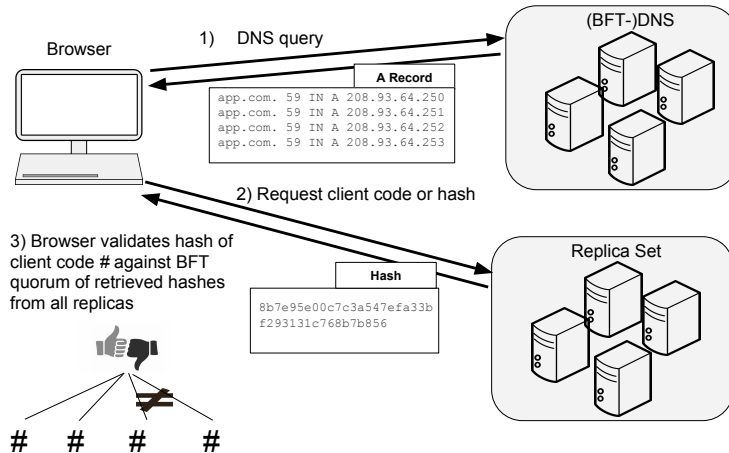 (BFT-)DNS
1) DNS query
Browser
A Record
app.com. 59 IN A 208.93.64.250
app.com. 59 IN A 208.93.64.251
app.com. 59 IN A 208.93.64.252
app.com. 59 IN A 208.93.64.253
2) Request client code or hash
3) Browser validates hash of
client code # against BFT
quorum of retrieved hashes
from all replicas
Replica Set
Hash
8b7e95e00c7c3a547efa33b
f293131c768b7b856
≠
# # # #